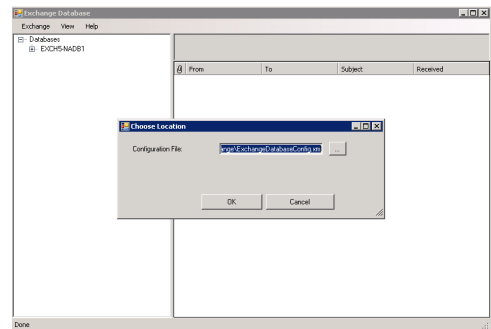 Exchange Database
Exchange View Help
Databases
EXCH5-NADB1
From To Subject Received
Choose Location
Configuration File: ange\ExchangeDatabaseConfig.xm ...
OK Cancel
Done